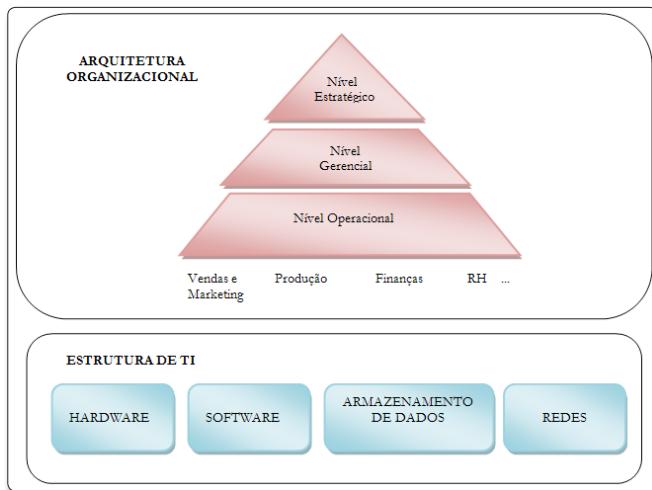 ARQUITETURA
ORGANIZACIONAL
Nível
Estratégico
Nível
Gerencial
Nível Operacional
Vendas e
Marketing
Produção
Finanças
RH ...
ESTRUTURA DE TI
HARDWARE
SOFTWARE
ARMAZENAMENTO
DE DADOS
REDES